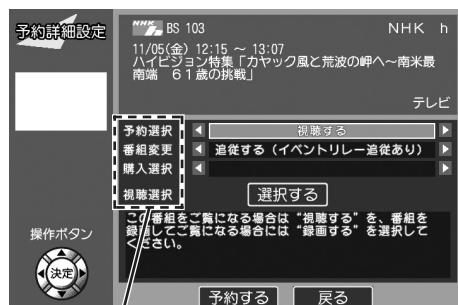 予約詳細設定
NHK BS 103 NHK h
11/05(金) 12:15 ~ 13:07
ハイビジョン特集「カヤック風と荒波の岬へ~南米最
南端 61歳の挑戦」
テレビ
予約選択 視聴する
番組変更 追従する(イベントリレー追従あり)
購入選択
視聴選択 選択する
この番組をご覧になる場合は“視聴する”を、番組を
録画してご覧になる場合には“録画する”を選択して
ください。
操作ボタン
決定
予約する 戻る